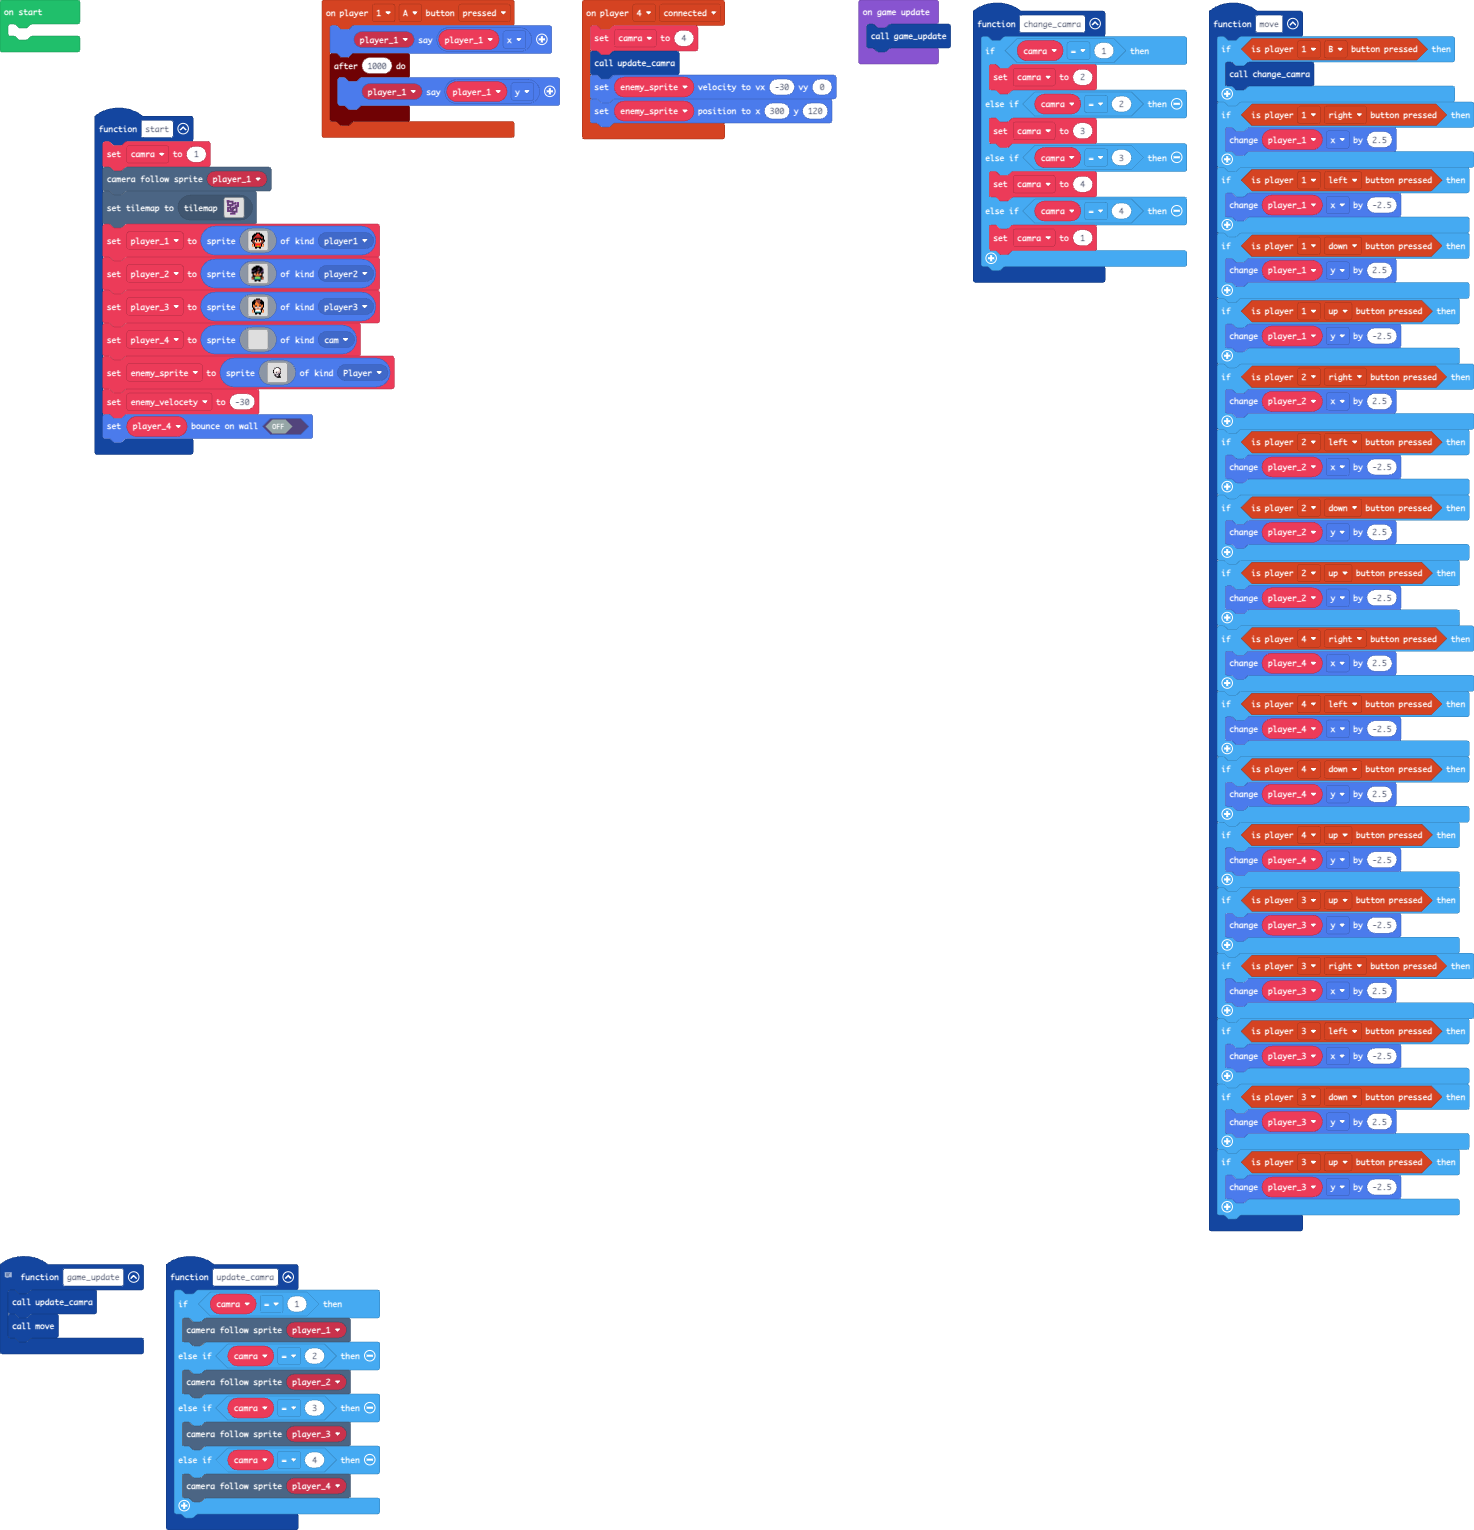 on start
function start
set camra to 1
camera follow sprite player_1
set tilemap to tilemap
set player_1 to sprite of kind player1
set player_2 to sprite of kind player2
set player_3 to sprite of kind player3
set player_4 to sprite of kind cam
set enemy_sprite to sprite of kind Player
set enemy_velocety to -30
set player_4 bounce on wall OFF
on player 1 A button pressed
player_1 say player_1 x
after 1000 do
player_1 say player_1 y
on player 4 connected
set camra to 4
call update_camra
set enemy_sprite velocity to vx -30 vy 0
set enemy_sprite position to x 300 y 120
on game update
call game_update
function change_camra
if camra = 1 then
set camra to 2
else if camra = 2 then
set camra to 3
else if camra = 3 then
set camra to 4
else if camra = 4 then
set camra to 1
function move
if is player 1 B button pressed then
call change_camra
if is player 1 right button pressed then
change player_1 x by 2.5
if is player 1 left button pressed then
change player_1 x by -2.5
if is player 1 down button pressed then
change player_1 y by 2.5
if is player 1 up button pressed then
change player_1 y by -2.5
if is player 2 right button pressed then
change player_2 x by 2.5
if is player 2 left button pressed then
change player_2 x by -2.5
if is player 2 down button pressed then
change player_2 y by 2.5
if is player 2 up button pressed then
change player_2 y by -2.5
if is player 4 right button pressed then
change player_4 x by 2.5
if is player 4 left button pressed then
change player_4 x by -2.5
if is player 4 down button pressed then
change player_4 y by 2.5
if is player 4 up button pressed then
change player_4 y by -2.5
if is player 3 up button pressed then
change player_3 y by -2.5
if is player 3 right button pressed then
change player_3 x by 2.5
if is player 3 left button pressed then
change player_3 x by -2.5
if is player 3 down button pressed then
change player_3 y by 2.5
if is player 3 up button pressed then
change player_3 y by -2.5
function game_update
call update_camra
call move
function update_camra
if camra = 1 then
camera follow sprite player_1
else if camra = 2 then
camera follow sprite player_2
else if camra = 3 then
camera follow sprite player_3
else if camra = 4 then
camera follow sprite player_4